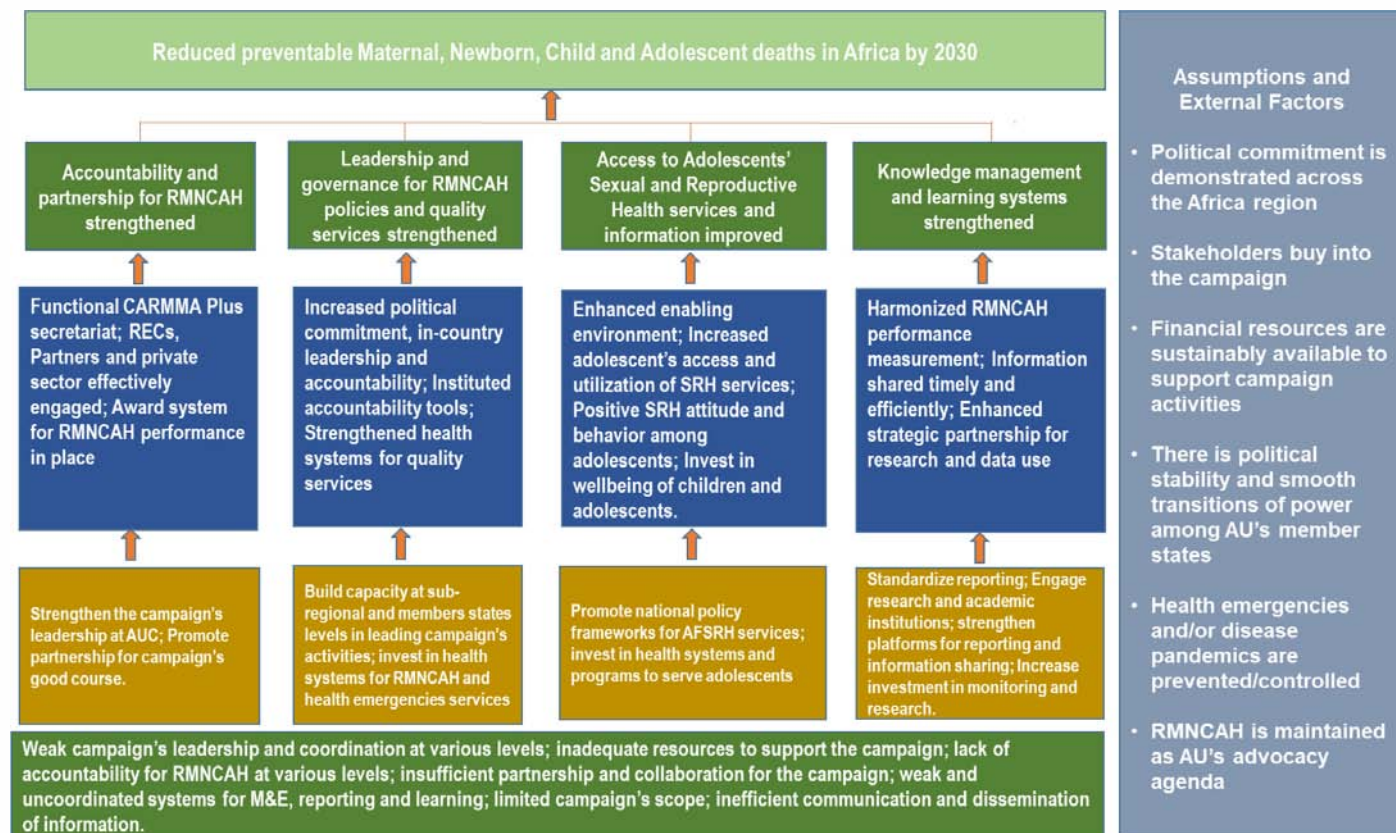 Reduced preventable Maternal, Newborn, Child and Adolescent deaths in Africa by 2030
Accountability and
partnership for RMNCAH
strengthened
Leadership and
governance for RMNCAH
policies and quality
services strengthened
Access to Adolescents'
Sexual and Reproductive
Health services and
information improved
Knowledge management
and learning systems
strengthened
Functional CARMMA Plus
secretariat; RECs,
Partners and private
sector effectively
engaged; Award system
for RMNCAH performance
in place
Increased political
commitment, in-country
leadership and
accountability; Instituted
accountability tools;
Strengthened health
systems for quality
services
Enhanced enabling
environment; Increased
adolescent's access and
utilization of SRH services;
Positive SRH attitude and
behavior among
adolescents; Invest in
wellbeing of children and
adolescents.
Harmonized RMNCAH
performance
measurement; Information
shared timely and
efficiently; Enhanced
strategic partnership for
research and data use
Strengthen the campaign's
leadership at AUC; Promote
partnership for campaign's
good course.
Build capacity at sub-
regional and members states
levels in leading campaign's
activities; invest in health
systems for RMNCAH and
health emergencies services
Promote national policy
frameworks for AFSRH services;
invest in health systems and
programs to serve adolescents
Standardize reporting; Engage
research and academic
institutions; strengthen
platforms for reporting and
information sharing; Increase
investment in monitoring and
research.
Weak campaign's leadership and coordination at various levels; inadequate resources to support the campaign; lack of
accountability for RMNCAH at various levels; insufficient partnership and collaboration for the campaign; weak and
uncoordinated systems for M&E, reporting and learning; limited campaign's scope; inefficient communication and dissemination
of information.
Assumptions and
External Factors
• Political commitment is
demonstrated across
the Africa region
• Stakeholders buy into
the campaign
• Financial resources are
sustainably available to
support campaign
activities
• There is political
stability and smooth
transitions of power
among AU's member
states
• Health emergencies
and/or disease
pandemics are
prevented/controlled
• RMNCAH is maintained
as AU's advocacy
agenda